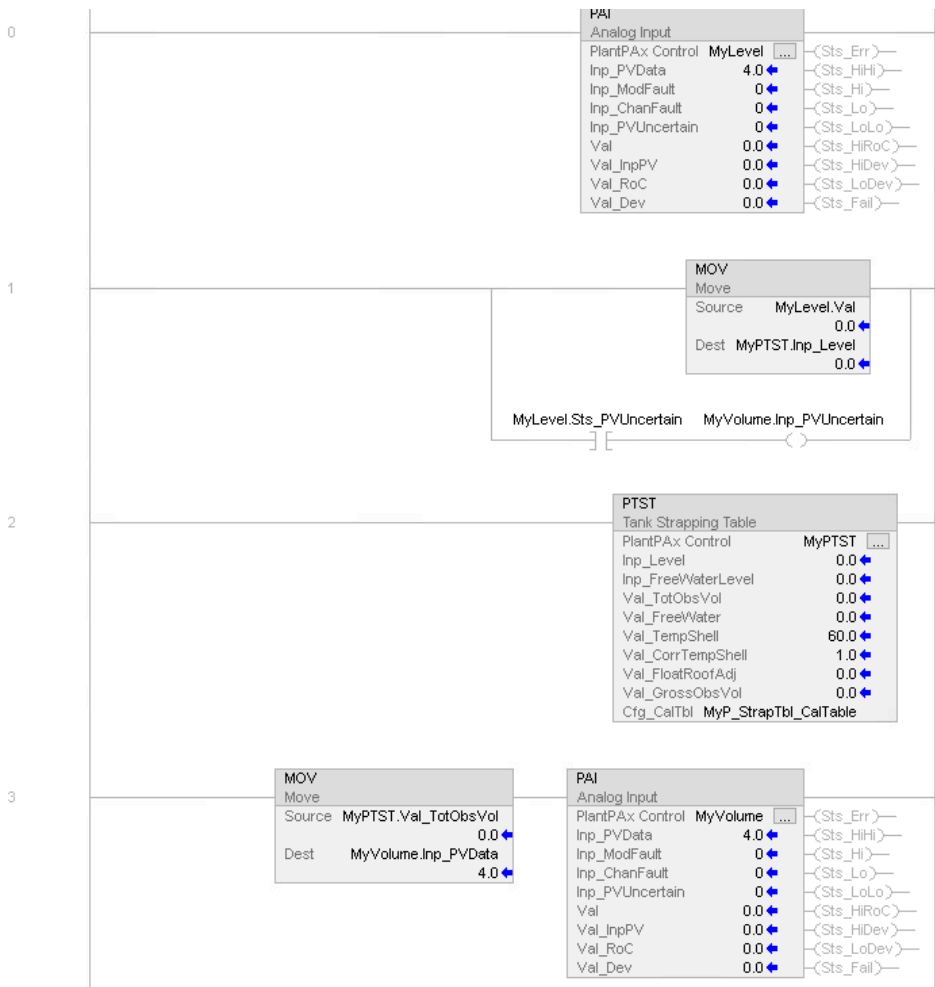 0
PAI
Analog Input
PlantPAx Control MyLevel ... (Sts_Err)
Inp_PVData 4.0 (Sts_HiHi)
Inp_ModFault 0 (Sts_Hi)
Inp_ChanFault 0 (Sts_Lo)
Inp_PVUncertain 0 (Sts_LoLo)
Val 0.0 (Sts_HiRoC)
Val_InpPV 0.0 (Sts_HiDev)
Val_RoC 0.0 (Sts_LoDev)
Val_Dev 0.0 (Sts_Fail)
1
MOV
Move
Source MyLevel.Val
0.0
Dest MyPTST.Inp_Level
0.0
MyLevel.Sts_PVUncertain MyVolume.Inp_PVUncertain
2
PTST
Tank Strapping Table
PlantPAx Control MyPTST ...
Inp_Level 0.0
Inp_FreeWaterLevel 0.0
Val_TotObsVol 0.0
Val_FreeWater 0.0
Val_TempShell 60.0
Val_CorrTempShell 1.0
Val_FloatRoofAdj 0.0
Val_GrossObsVol 0.0
Cfg_CalTbl MyP_StrapTbl_CalTable
3
MOV
Move
Source MyPTST.Val_TotObsVol
0.0
Dest MyVolume.Inp_PVData
4.0
PAI
Analog Input
PlantPAx Control MyVolume ... (Sts_Err)
Inp_PVData 4.0 (Sts_HiHi)
Inp_ModFault 0 (Sts_Hi)
Inp_ChanFault 0 (Sts_Lo)
Inp_PVUncertain 0 (Sts_LoLo)
Val 0.0 (Sts_HiRoC)
Val_InpPV 0.0 (Sts_HiDev)
Val_RoC 0.0 (Sts_LoDev)
Val_Dev 0.0 (Sts_Fail)